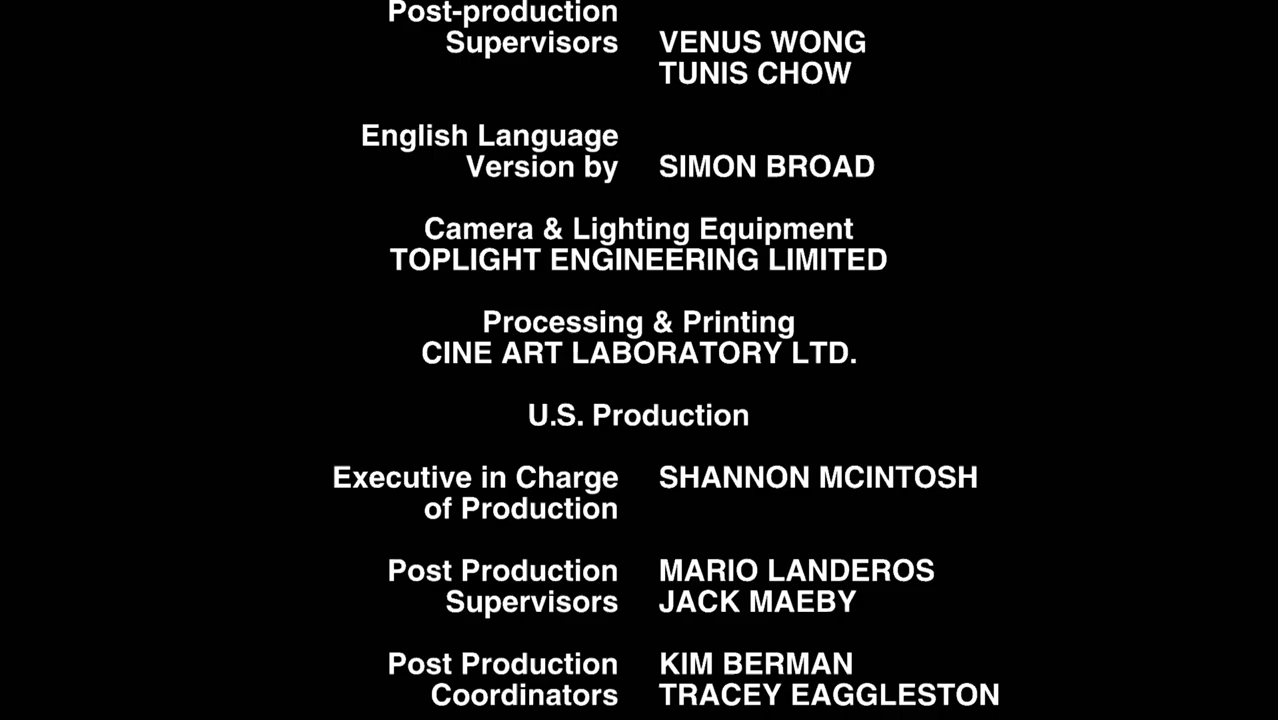 Post-production
Supervisors VENUS WONG
TUNIS CHOW
English Language
Version by SIMON BROAD
Camera & Lighting Equipment
TOPLIGHT ENGINEERING LIMITED
Processing & Printing
CINE ART LABORATORY LTD.
U.S. Production
Executive in Charge SHANNON MCINTOSH
of Production
Post Production MARIO LANDEROS
Supervisors JACK MAEBY
Post Production KIM BERMAN
Coordinators TRACEY EAGGLESTON